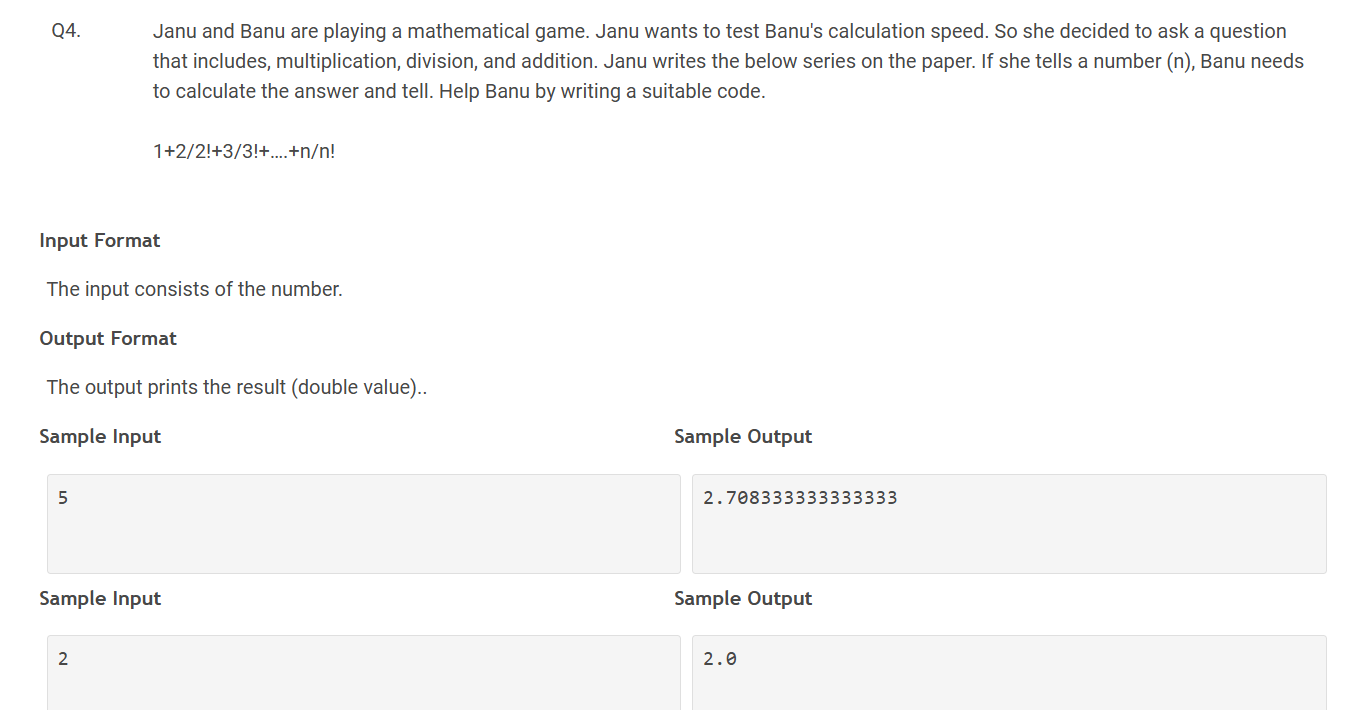 Q4.
Janu and Banu are playing a mathematical game. Janu wants to test Banu's calculation speed. So she decided to ask a question
that includes, multiplication, division, and addition. Janu writes the below series on the paper. If she tells a number (n), Banu needs
to calculate the answer and tell. Help Banu by writing a suitable code.
1+2/2!+3/3!+....+n/n!
Input Format
The input consists of the number.
Output Format
The output prints the result (double value)..
Sample Input
Sample Output
5
2.708333333333333
Sample Input
Sample Output
2
2.0